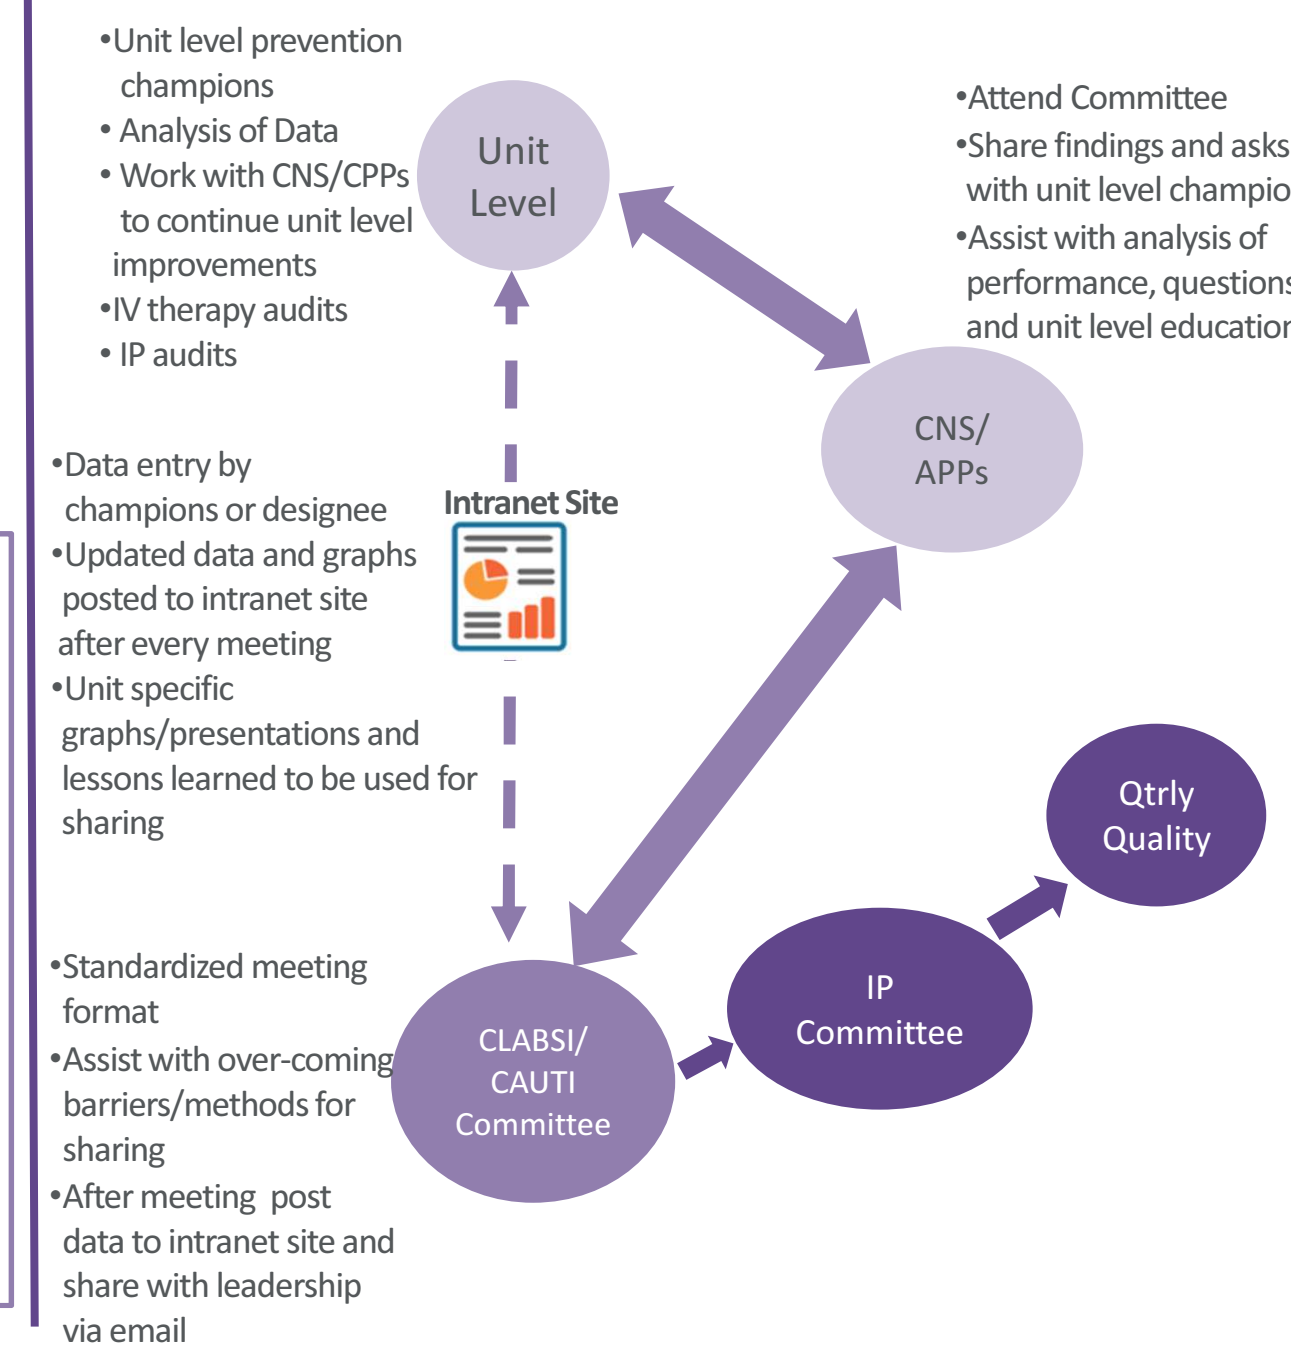 •Unit level prevention
champions
• Analysis of Data
• Work with CNS/CPPs
to continue unit level
improvements
•IV therapy audits
• IP audits
Unit
Level
•Attend Committee
•Share findings and asks
with unit level champio
•Assist with analysis of
performance, questions
and unit level education
CNS/
APPs
•Data entry by
champions or designee
•Updated data and graphs
posted to intranet site
after every meeting
•Unit specific
graphs/presentations and
lessons learned to be used for
sharing
Intranet Site
Qtrly
Quality
IP
Committee
CLABSI/
CAUTI
Committee
•Standardized meeting
format
•Assist with over-coming
barriers/methods for
sharing
•After meeting post
data to intranet site and
share with leadership
via email